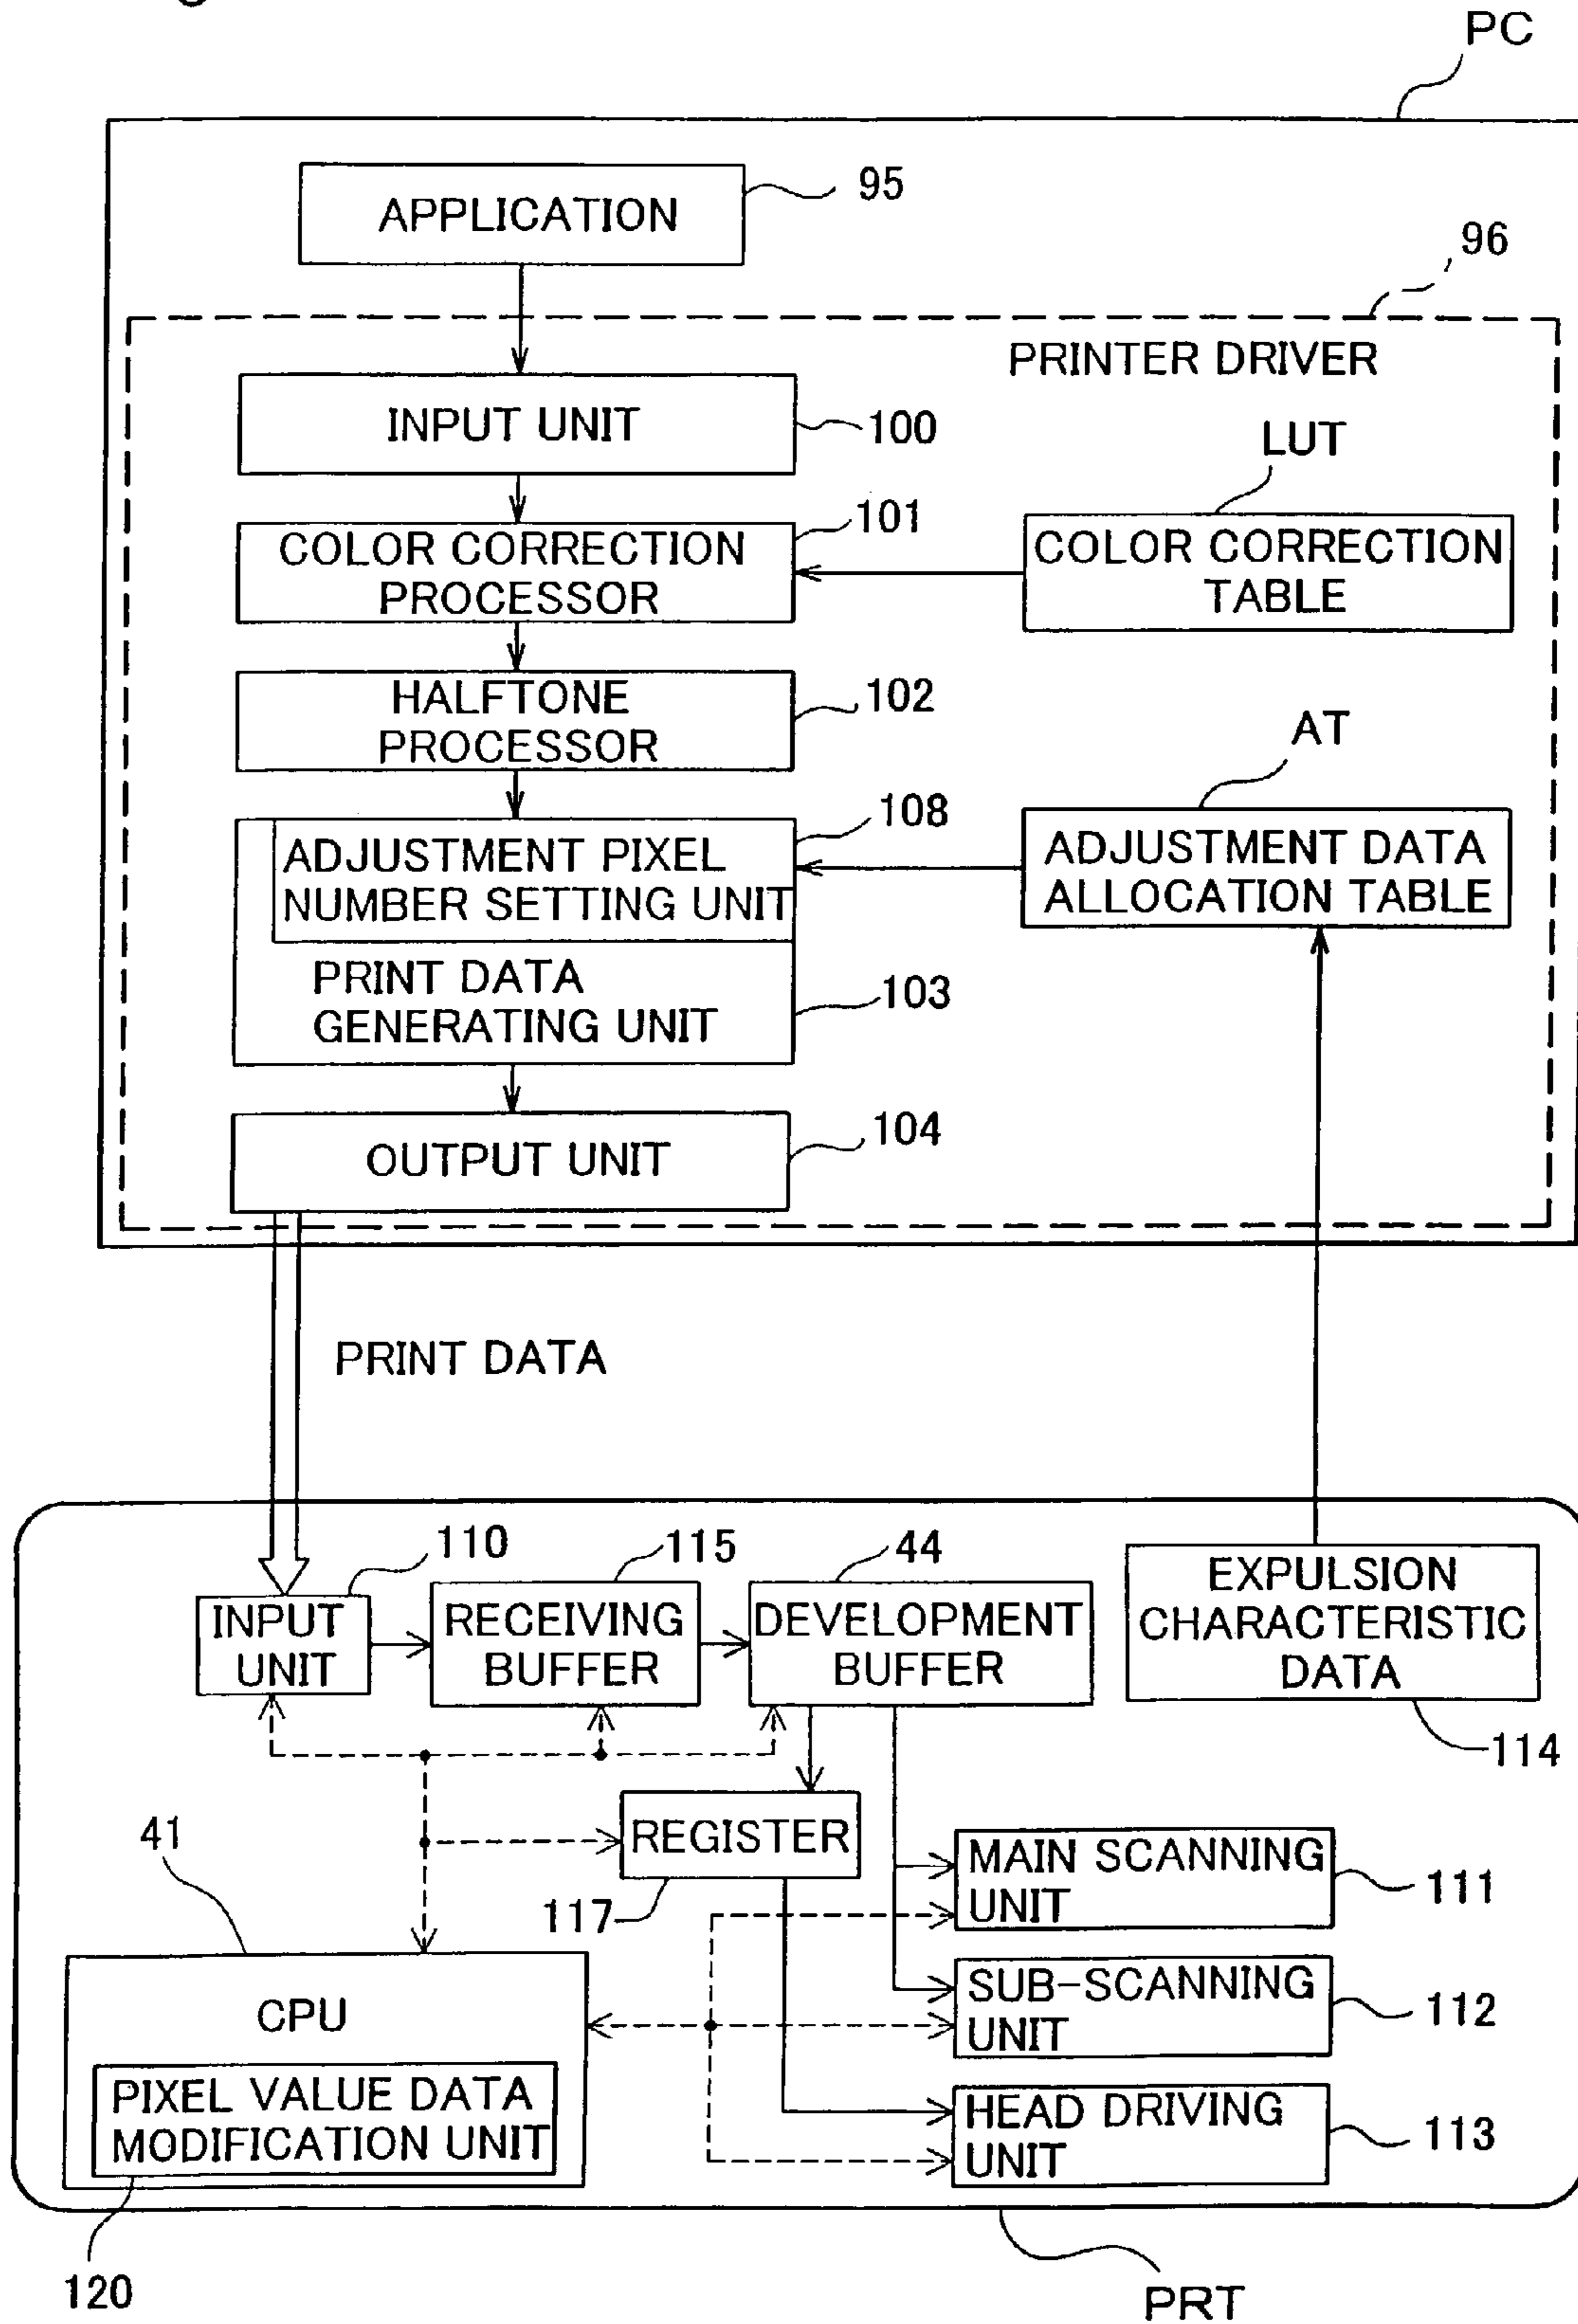 PC
APPLICATION
95
96
PRINTER DRIVER
INPUT UNIT
100
LUT
101
COLOR CORRECTION
PROCESSOR
COLOR CORRECTION
TABLE
HALFTONE
PROCESSOR
102
AT
108
ADJUSTMENT PIXEL
NUMBER SETTING UNIT
ADJUSTMENT DATA
ALLOCATION TABLE
PRINT DATA
GENERATING UNIT
103
OUTPUT UNIT
104
PRINT DATA
110
115
44
INPUT
UNIT
RECEIVING
BUFFER
DEVELOPMENT
BUFFER
EXPULSION
CHARACTERISTIC
DATA
114
41
REGISTER
117
MAIN SCANNING
UNIT
111
CPU
SUB-SCANNING
UNIT
112
PIXEL VALUE DATA
MODIFICATION UNIT
HEAD DRIVING
UNIT
113
120
PRT